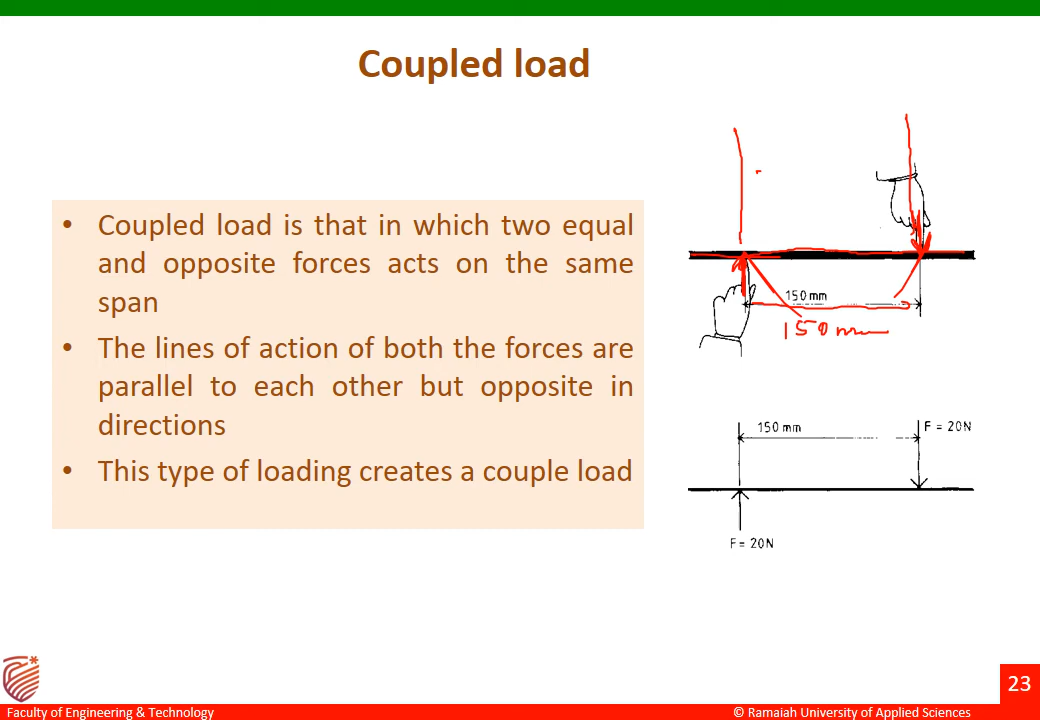 Coupled load
• Coupled load is that in which two equal
and opposite forces acts on the same
span
• The lines of action of both the forces are
parallel to each other but opposite in
directions
• This type of loading creates a couple load
150 mm
150 mm
150 mm
F = 20N
F = 20N
23
Faculty of Engineering & Technology
© Ramaiah University of Applied Sciences